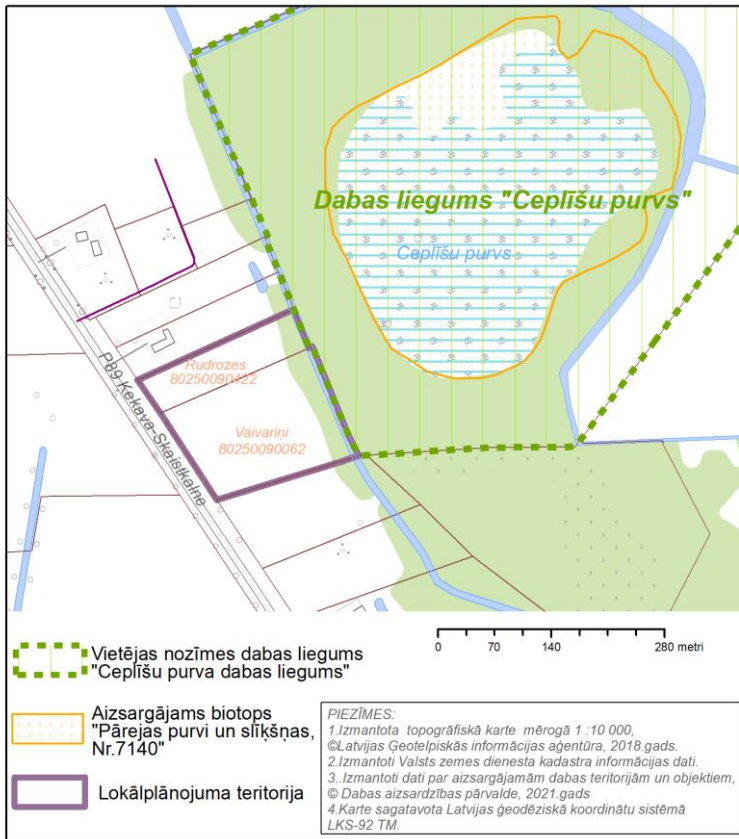 Dabas liegums "Ceplīšu purvs"
Ceplīšu purvs
Rudrozes
80250090422
Vaivariņi
80250090062
P89 Ķekava-Skaistkalne
Vietējas nozīmes dabas liegums
"Ceplīšu purva dabas liegums"
0 70 140 280 metri
Aizsargājams biotops
"Pārejas purvi un slīkšņas,
Nr.7140"
Lokālplānojuma teritorija
PIEZĪMES:
1.Izmantota topogrāfiskā karte mērogā 1 :10 000,
©Latvijas Ģeotelpiskās informācijas aģentūra, 2018.gads.
2.Izmantoti Valsts zemes dienesta kadastra informācijas dati.
3..Izmantoti dati par aizsargājamām dabas teritorijām un objektiem,
© Dabas aizsardzības pārvalde, 2021.gads
4.Karte sagatavota Latvijas ģeodēziskā koordinātu sistēmā
LKS-92 TM.